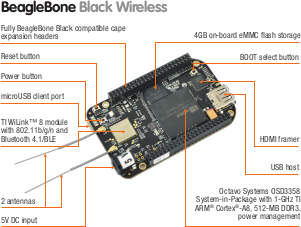 BeagleBone Black Wireless
Fully BeagleBone Black compatible cape
expansion headers
4GB on-board eMMC flash storage
Reset button
BOOT select button
Power button
microUSB client port
TI WiLink™ 8 module
with 802.11b/g/n and
Bluetooth 4.1/BLE
HDMI framer
USB host
2 antennas
5V DC input
Octavo Systems OSD3358
System-in-Package with 1-GHz TI
ARM® Cortex®-A8, 512-MB DDR3,
power management